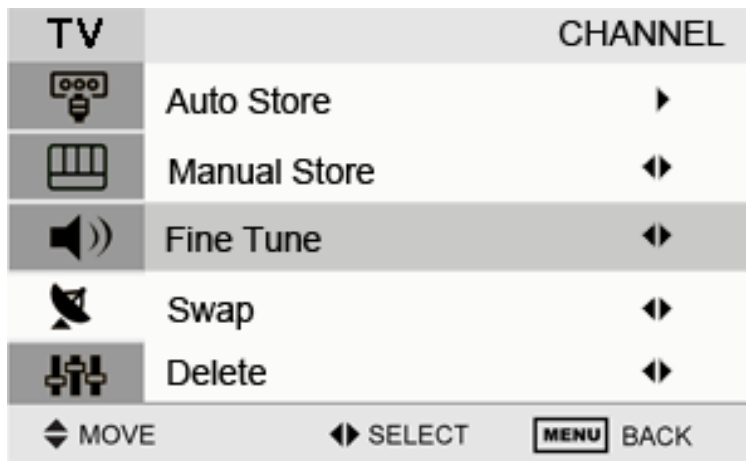 TV CHANNEL
Auto Store
Manual Store
Fine Tune
Swap
Delete
MOVE SELECT MENU BACK